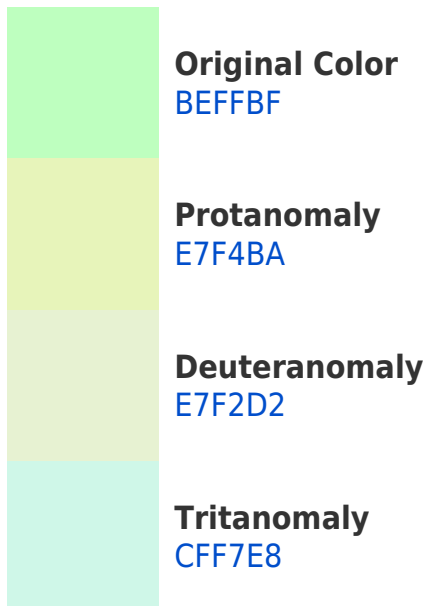 Original Color
BEFFBF
Protanomaly
E7F4BA
Deuteranomaly
E7F2D2
Tritanomaly
CFF7E8